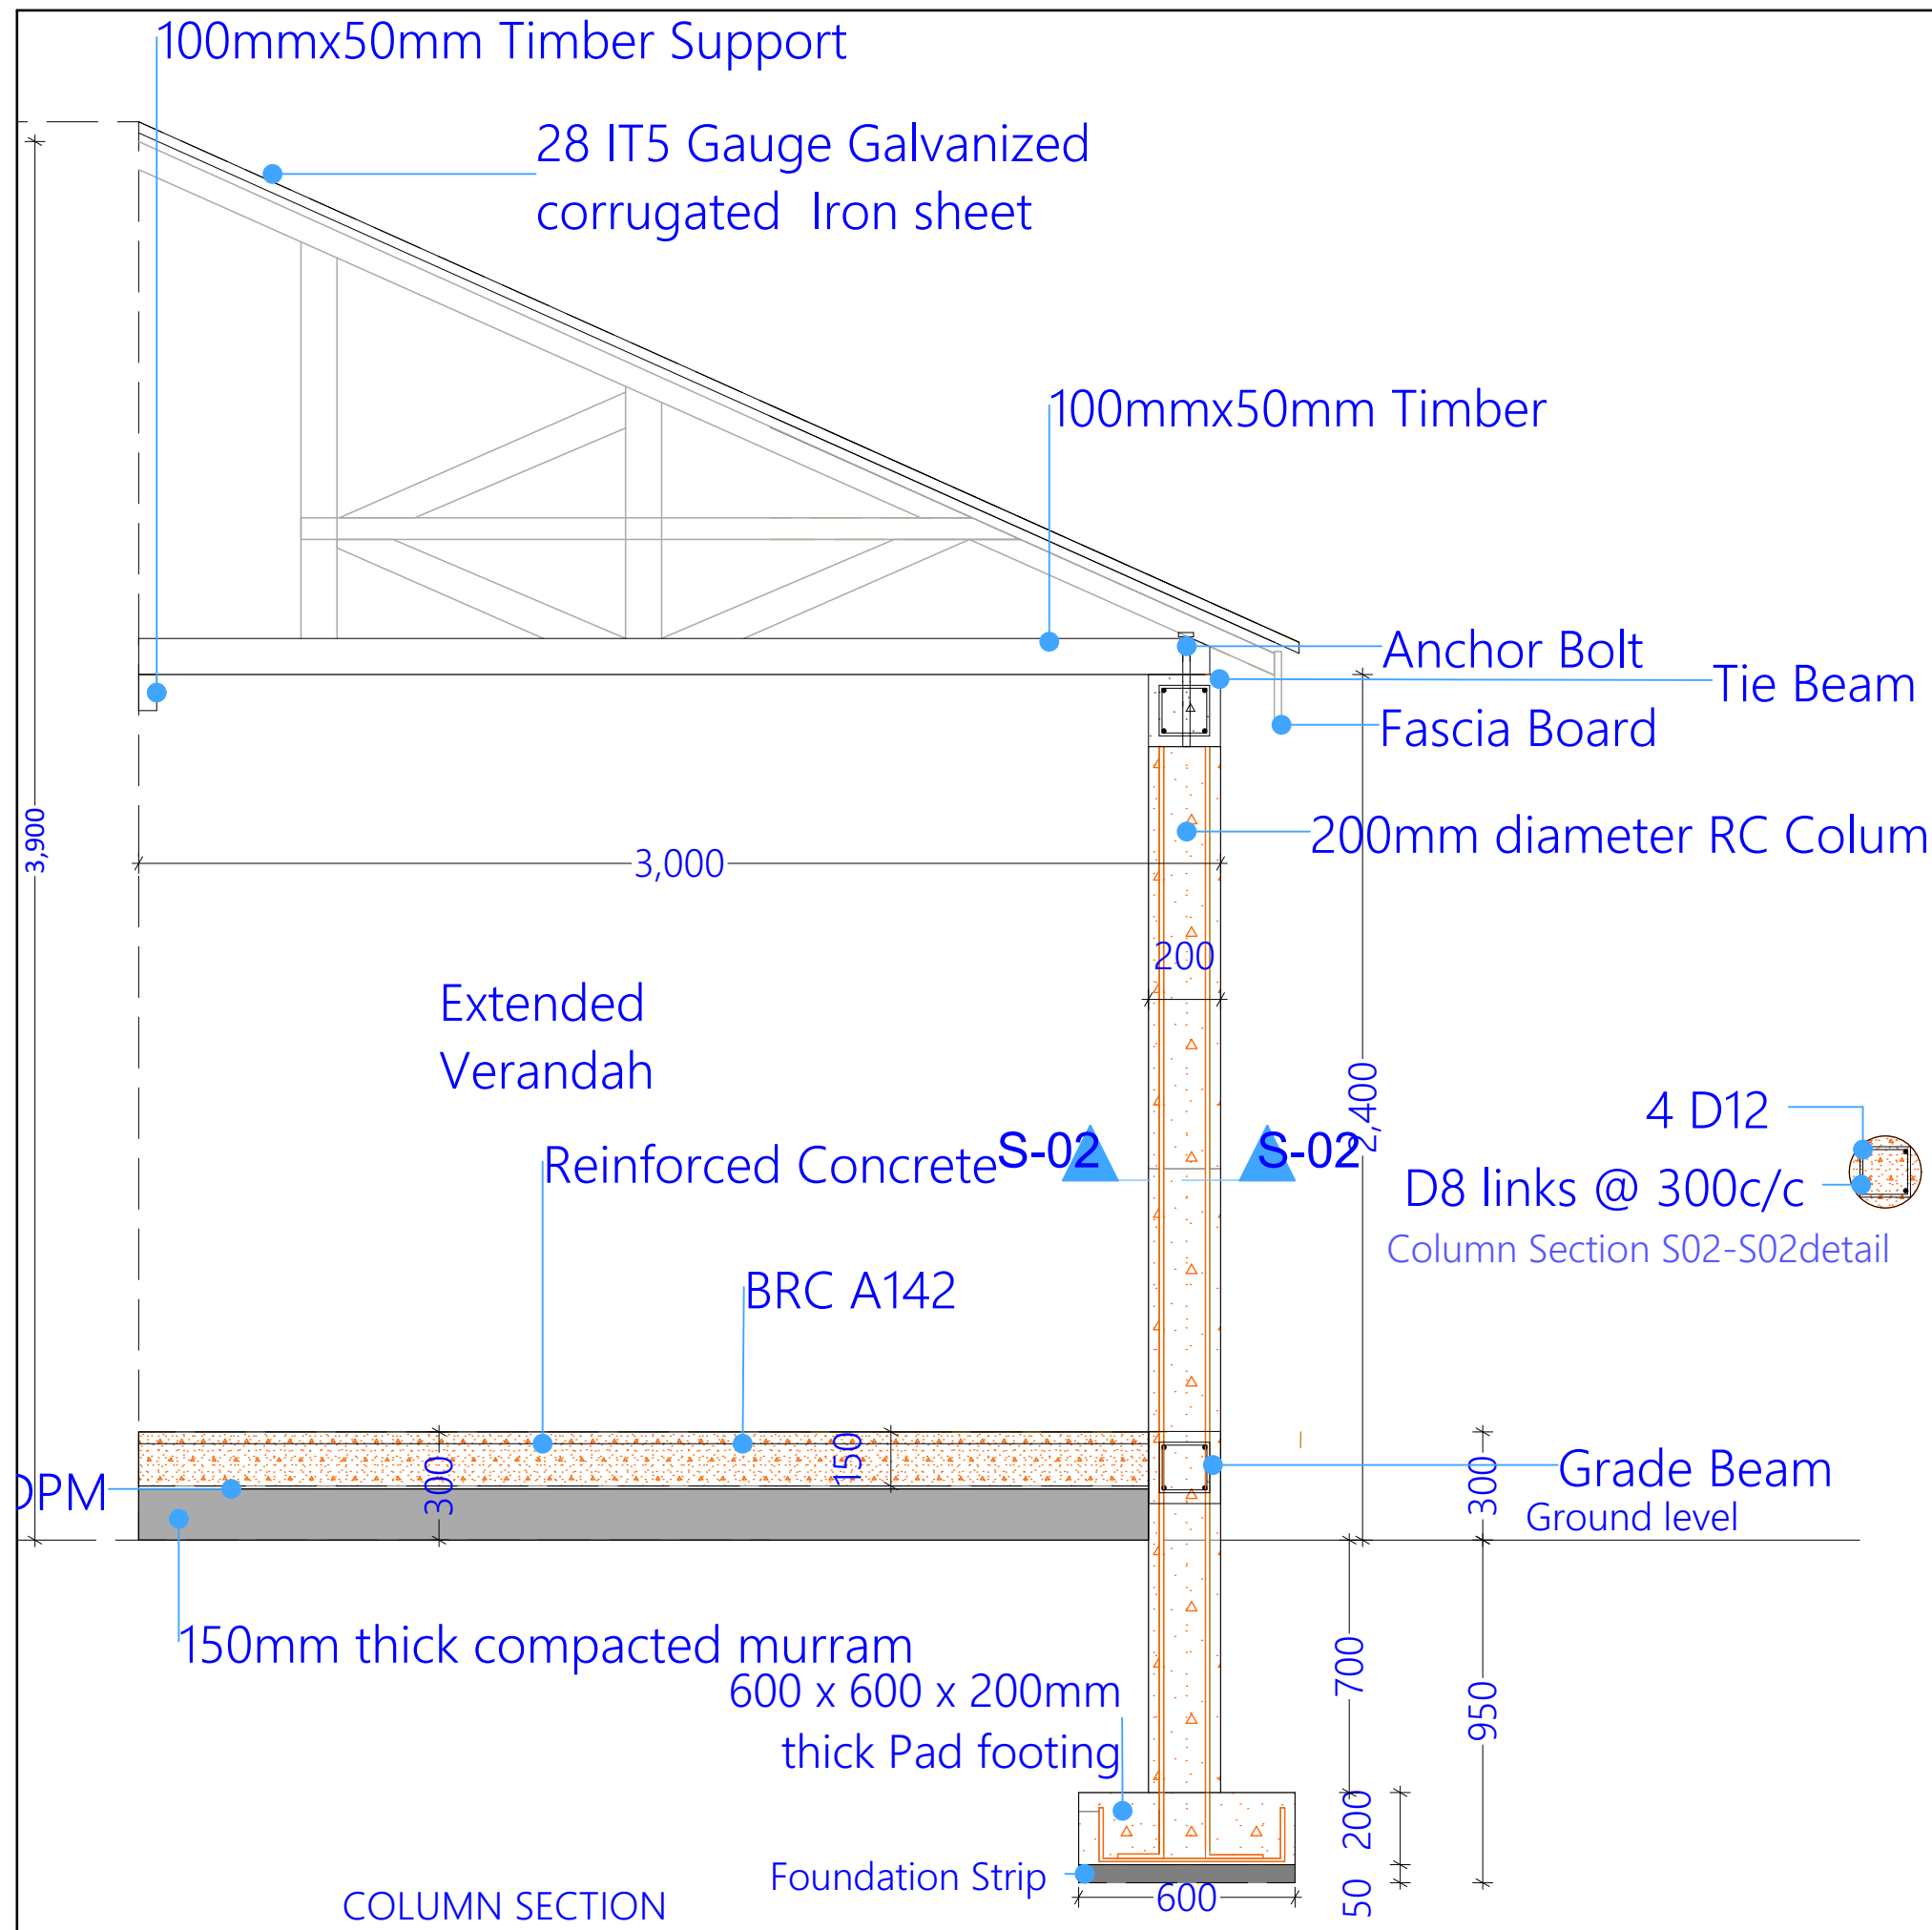 100mmx50mm Timber Support
28 IT5 Gauge Galvanized
corrugated Iron sheet
100mmx50mm Timber
Anchor Bolt
Tie Beam
Fascia Board
200mm diameter RC Colum
3,900
3,000
200
Extended
Verandah
2,400
4 D12
S-02
S-02
Reinforced Concrete
D8 links @ 300c/c
Column Section S02-S02detail
BRC A142
150
300
300
Grade Beam
DPM
Ground level
150mm thick compacted murram
700
950
600 x 600 x 200mm
thick Pad footing
200
Foundation Strip
50
600
COLUMN SECTION